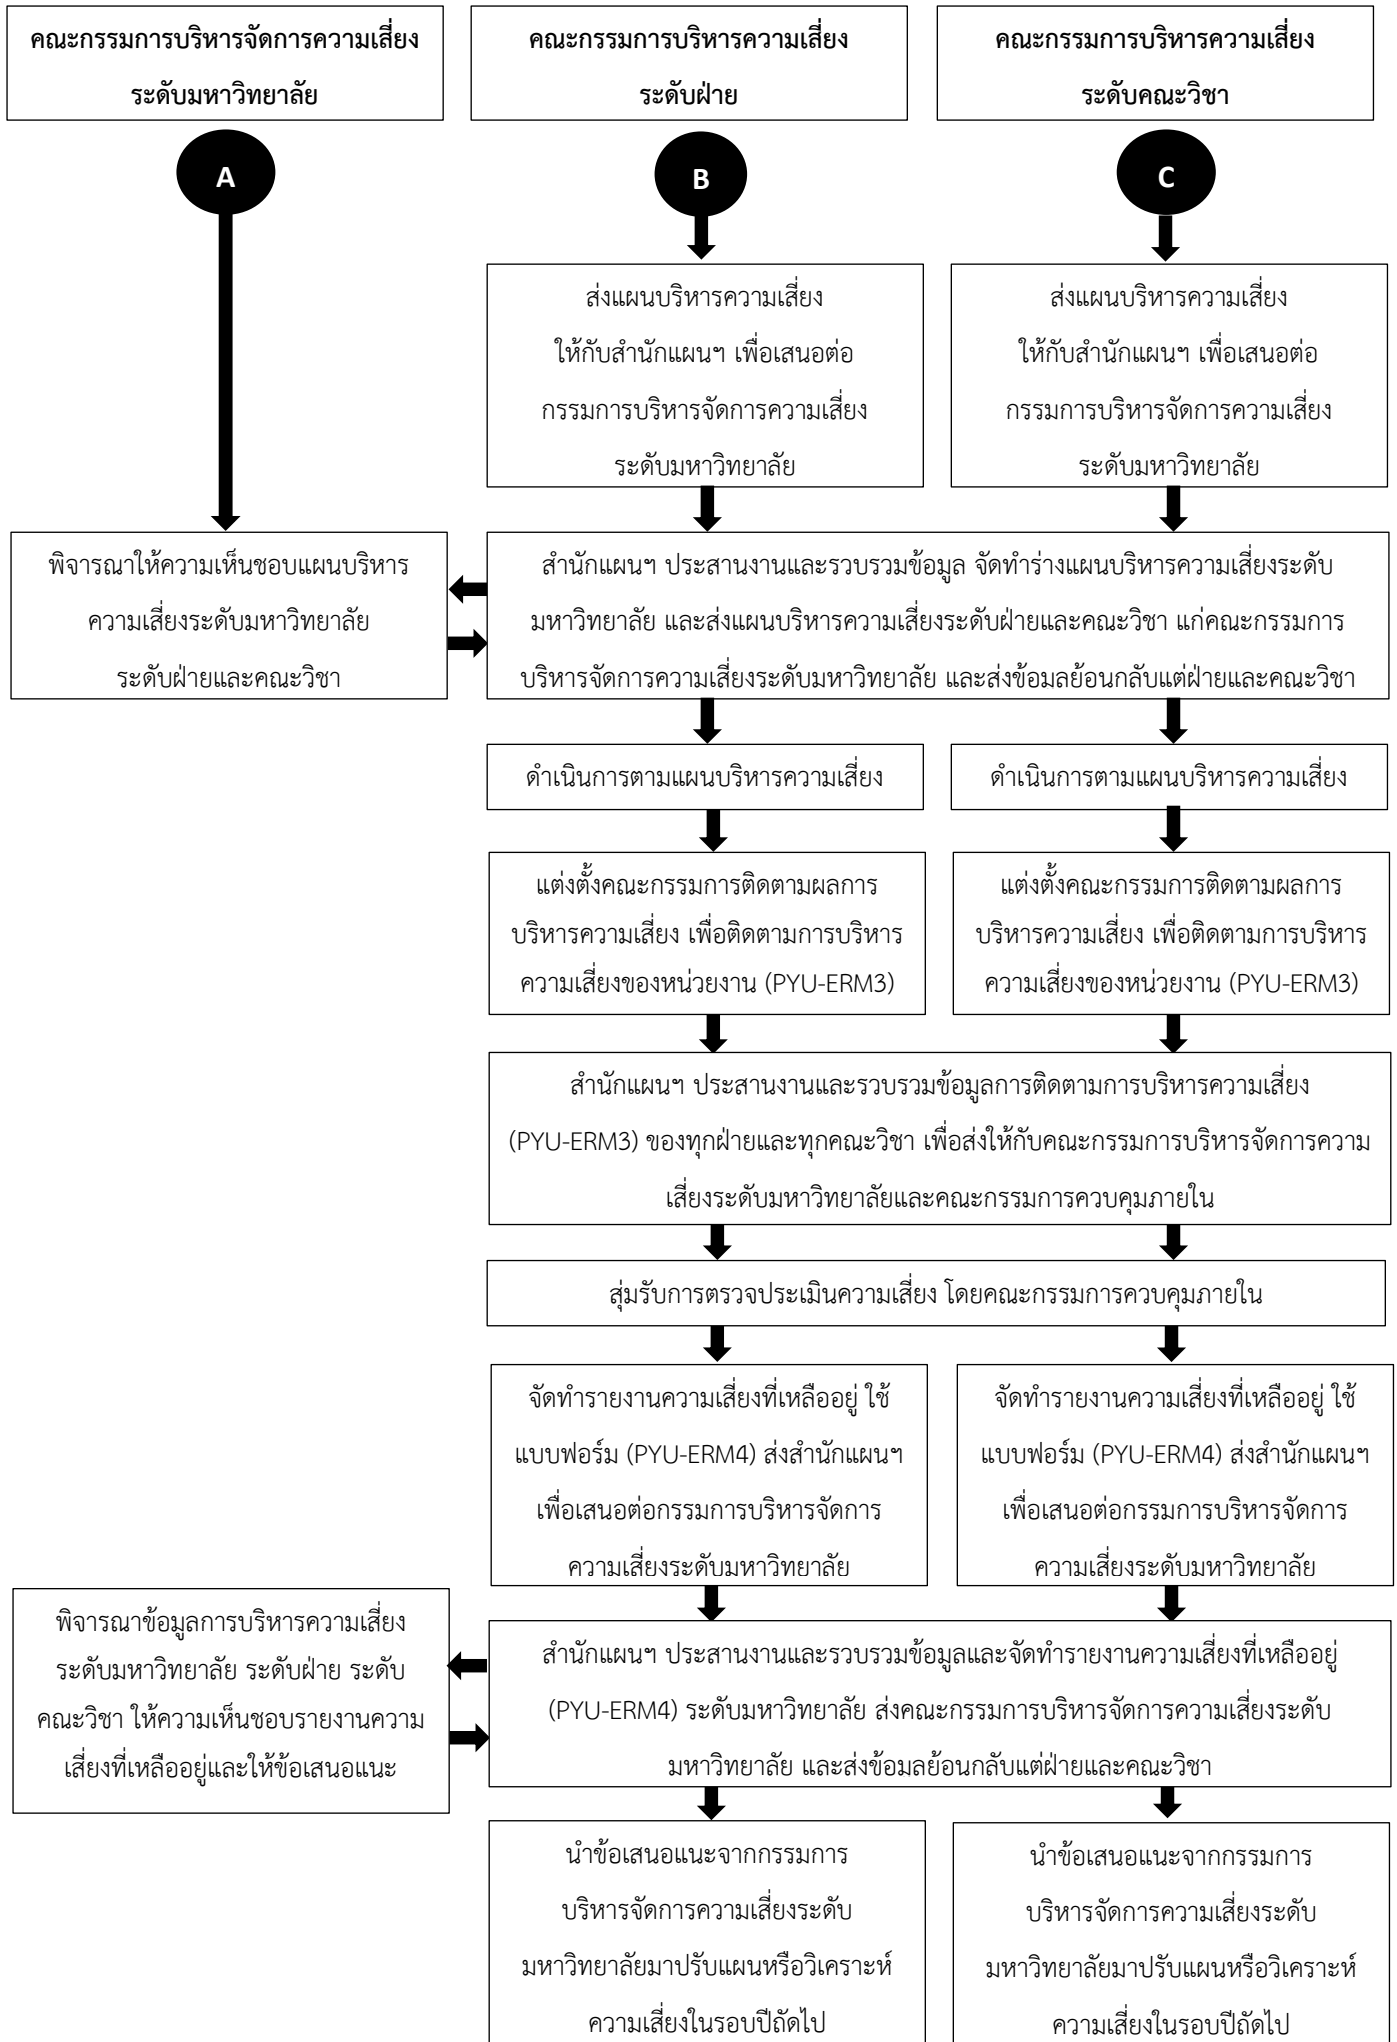 คณะกรรมการบริหารจัดการความเสี่ยง
ระดับมหาวิทยาลัย
คณะกรรมการบริหารความเสี่ยง
ระดับฝ่าย
คณะกรรมการบริหารความเสี่ยง
ระดับคณะวิชา
A
B
C
ส่งแผนบริหารความเสี่ยง
ให้กับสำนักแผนฯ เพื่อเสนอต่อ
กรรมการบริหารจัดการความเสี่ยง
ระดับมหาวิทยาลัย
ส่งแผนบริหารความเสี่ยง
ให้กับสำนักแผนฯ เพื่อเสนอต่อ
กรรมการบริหารจัดการความเสี่ยง
ระดับมหาวิทยาลัย
พิจารณาให้ความเห็นชอบแผนบริหาร
ความเสี่ยงระดับมหาวิทยาลัย
ระดับฝ่ายและคณะวิชา
สำนักแผนฯ ประสานงานและรวบรวมข้อมูล จัดทำร่างแผนบริหารความเสี่ยงระดับ
มหาวิทยาลัย และส่งแผนบริหารความเสี่ยงระดับฝ่ายและคณะวิชา แก่คณะกรรมการ
บริหารจัดการความเสี่ยงระดับมหาวิทยาลัย และส่งข้อมลย้อนกลับแต่ฝ่ายและคณะวิชา
ดำเนินการตามแผนบริหารความเสี่ยง
ดำเนินการตามแผนบริหารความเสี่ยง
แต่งตั้งคณะกรรมการติดตามผลการ
บริหารความเสี่ยง เพื่อติดตามการบริหาร
ความเสี่ยงของหน่วยงาน (PYU-ERM3)
แต่งตั้งคณะกรรมการติดตามผลการ
บริหารความเสี่ยง เพื่อติดตามการบริหาร
ความเสี่ยงของหน่วยงาน (PYU-ERM3)
สำนักแผนฯ ประสานงานและรวบรวมข้อมูลการติดตามการบริหารความเสี่ยง
(PYU-ERM3) ของทุกฝ่ายและทุกคณะวิชา เพื่อส่งให้กับคณะกรรมการบริหารจัดการความ
เสี่ยงระดับมหาวิทยาลัยและคณะกรรมการควบคุมภายใน
สุ่มรับการตรวจประเมินความเสี่ยง โดยคณะกรรมการควบคุมภายใน
จัดทำรายงานความเสี่ยงที่เหลืออยู่ ใช้
แบบฟอร์ม (PYU-ERM4) ส่งสำนักแผนฯ
เพื่อเสนอต่อกรรมการบริหารจัดการ
ความเสี่ยงระดับมหาวิทยาลัย
จัดทำรายงานความเสี่ยงที่เหลืออยู่ ใช้
แบบฟอร์ม (PYU-ERM4) ส่งสำนักแผนฯ
เพื่อเสนอต่อกรรมการบริหารจัดการ
ความเสี่ยงระดับมหาวิทยาลัย
พิจารณาข้อมูลการบริหารความเสี่ยง
ระดับมหาวิทยาลัย ระดับฝ่าย ระดับ
คณะวิชา ให้ความเห็นชอบรายงานความ
เสี่ยงที่เหลืออยู่และให้ข้อเสนอแนะ
สำนักแผนฯ ประสานงานและรวบรวมข้อมูลและจัดทำรายงานความเสี่ยงที่เหลืออยู่
(PYU-ERM4) ระดับมหาวิทยาลัย ส่งคณะกรรมการบริหารจัดการความเสี่ยงระดับ
มหาวิทยาลัย และส่งข้อมลย้อนกลับแต่ฝ่ายและคณะวิชา
นำข้อเสนอแนะจากกรรมการ
บริหารจัดการความเสี่ยงระดับ
มหาวิทยาลัยมาปรับแผนหรือวิเคราะห์
ความเสี่ยงในรอบปีถัดไป
นำข้อเสนอแนะจากกรรมการ
บริหารจัดการความเสี่ยงระดับ
มหาวิทยาลัยมาปรับแผนหรือวิเคราะห์
ความเสี่ยงในรอบปีถัดไป